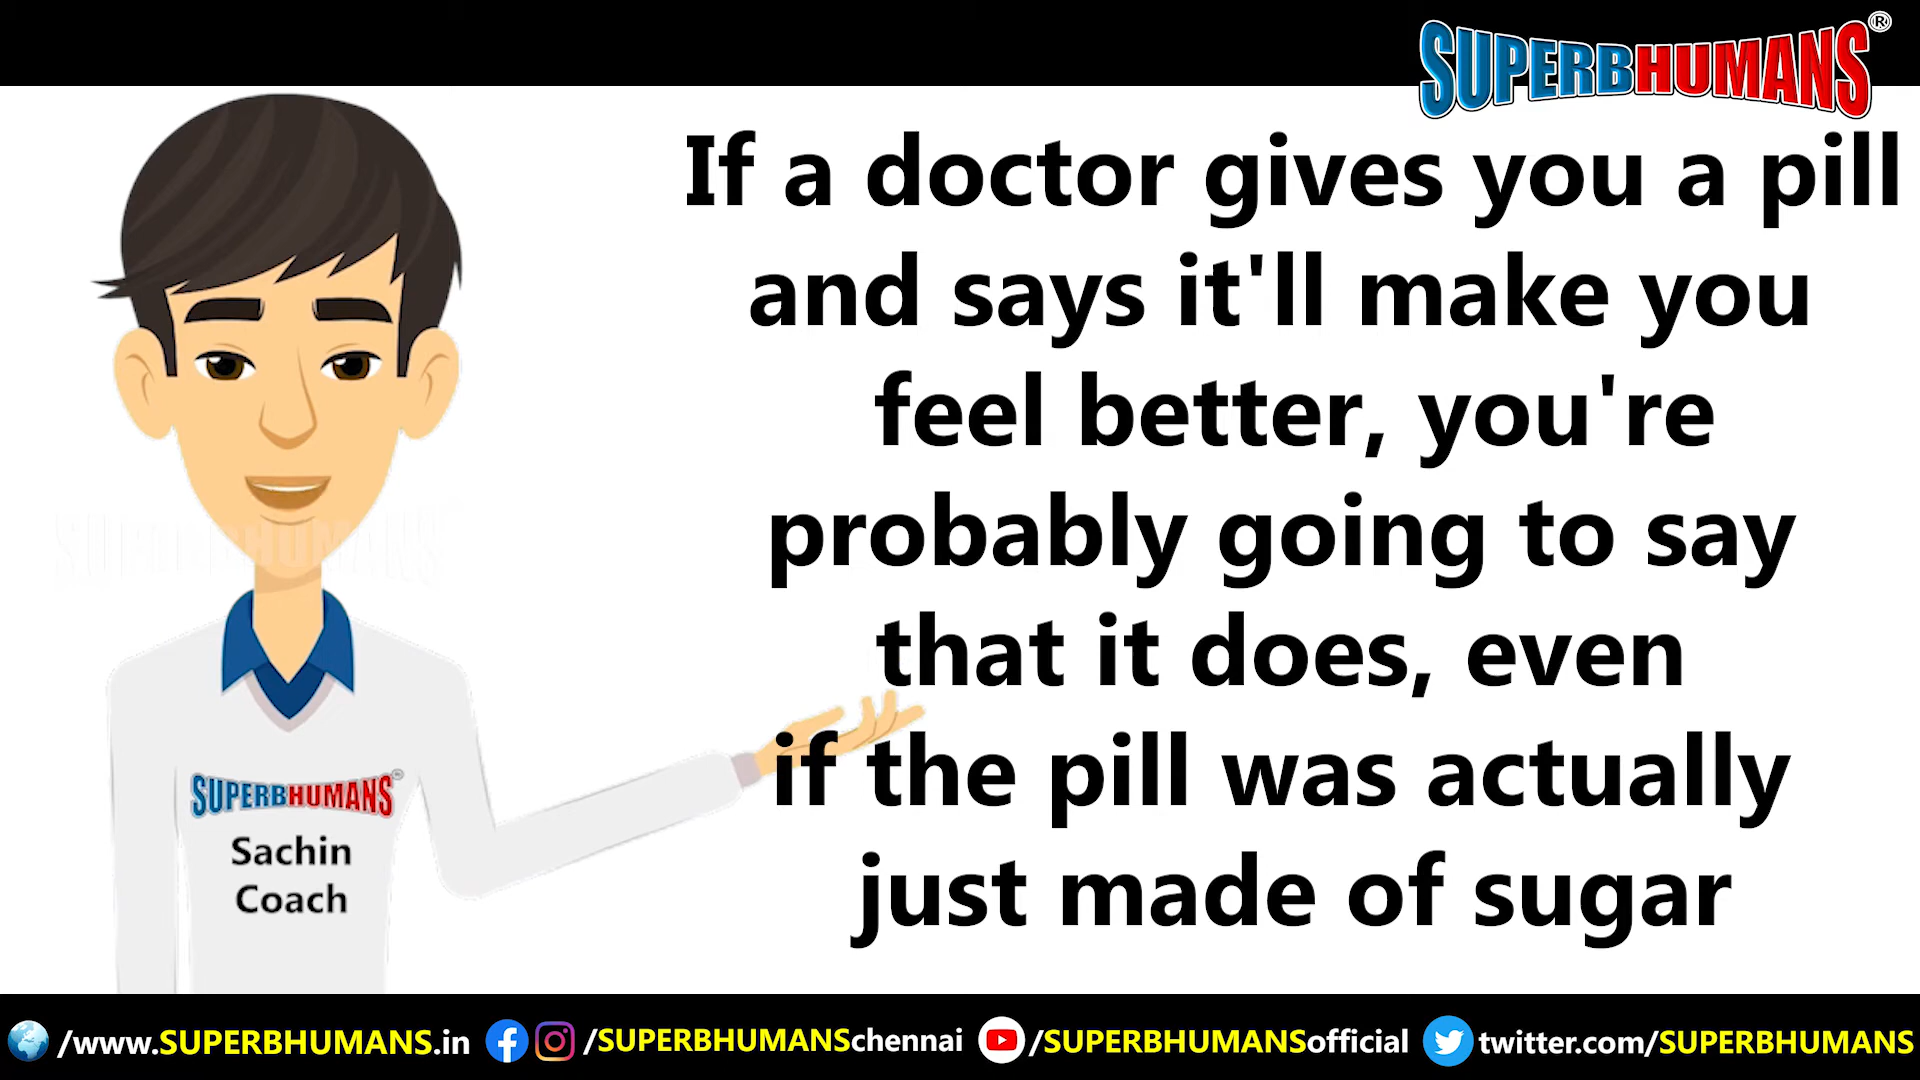 SUPERBHUMANS®
If a doctor gives you a pill
and says it'll make you
feel better, you're
probably going to say
that it does, even
if the pill was actually
just made of sugar
SUPERBHUMANS
SUPERBHUMANS®
Sachin
Coach
/www.SUPERBHUMANS.in /SUPERBHUMANSchennai /SUPERBHUMANSofficial twitter.com/SUPERBHUMANS